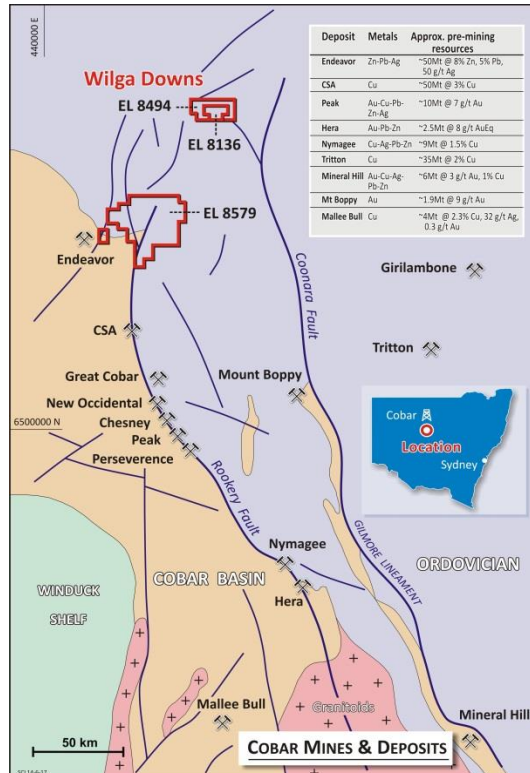 440000 E
Wilga Downs
EL 8494
EL 8136
EL 8579
Endeavor
CSA
Great Cobar
New Occidental
Chesney
Peak
Perseverence
6500000 N
Mount Boppy
Coonara Fault
Girilambone
Tritton
Rookery Fault
Nymagee
Hera
GILMORE LINEAMENT
ORDOVICIAN
COBAR BASIN
WINDUCK
SHELF
Mallee Bull
Granitoids
Mineral Hill
50 km
COBAR MINES & DEPOSITS
Deposit Metals Approx. pre-mining resources
Endeavor Zn-Pb-Ag ~50Mt @ 8% Zn, 5% Pb,
50 g/t Ag
CSA Cu ~50Mt @ 3% Cu
Peak Au-Cu-Pb-Zn-Ag ~10Mt @ 7 g/t Au
Hera Au-Pb-Zn ~2.5Mt @ 8 g/t AuEq
Nymagee Cu-Ag-Pb-Zn ~9Mt @ 1.5% Cu
Tritton Cu ~35Mt @ 2% Cu
Mineral Hill Au-Cu-Ag-Pb-Zn ~6Mt @ 3 g/t Au, 1% Cu
Mt Boppy Au ~1.9Mt @ 9 g/t Au
Mallee Bull Cu ~4Mt @ 2.3% Cu, 32 g/t Ag,
0.3 g/t Au
Cobar
Location
Sydney